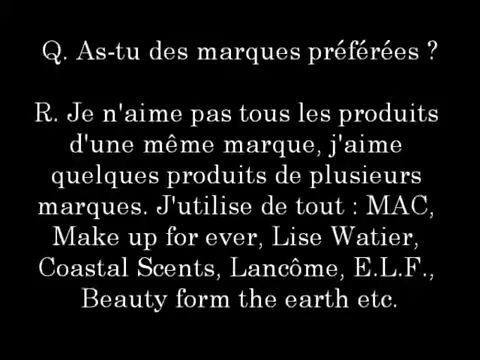 Q. As-tu des marques préférées ?
R. Je n'aime pas tous les produits
d'une même marque, j'aime
quelques produits de plusieurs
marques. J'utilise de tout : MAC,
Make up for ever, Lise Watier,
Coastal Scents, Lancôme, E.L.F.,
Beauty form the earth etc.